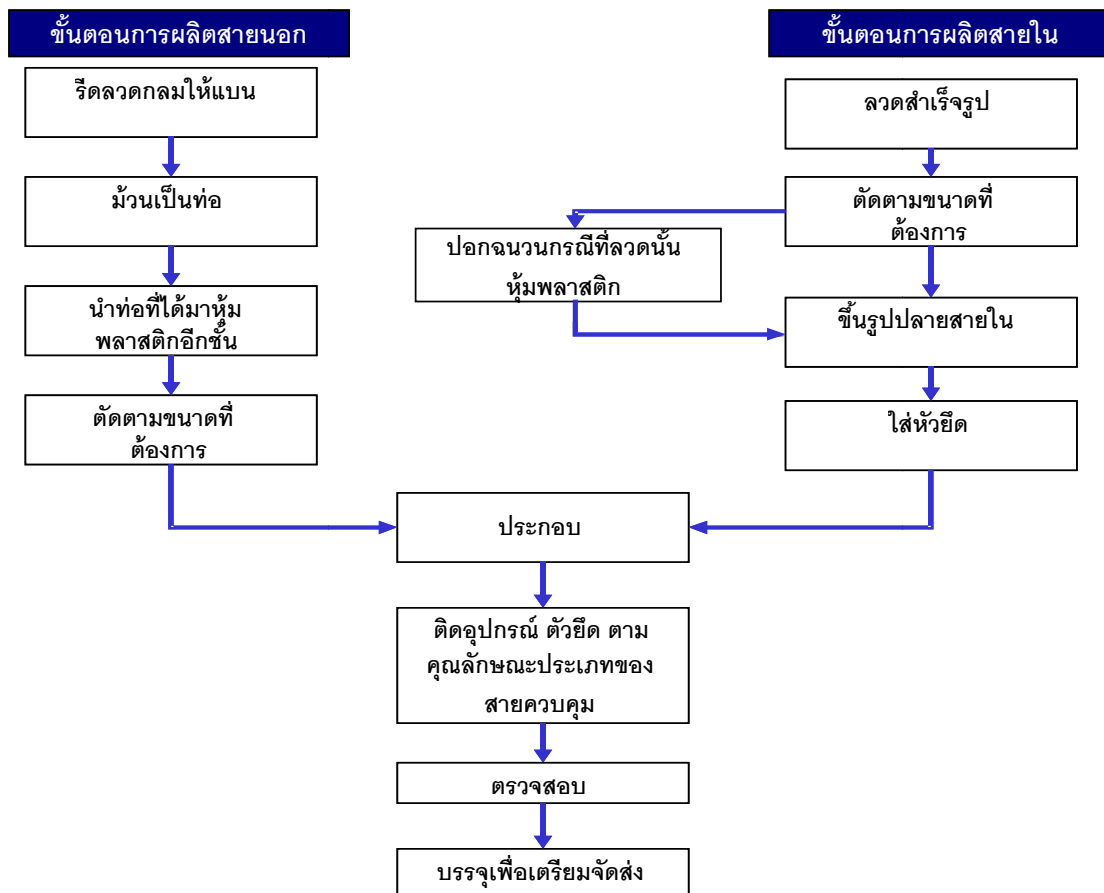 ขั้นตอนการผลิตสายนอก
รีดลวดกลมให้แบน
ม้วนเป็นท่อ
นำท่อที่ได้มาหุ้ม
พลาสติกอีกชั้น
ตัดตามขนาดที่
ต้องการ
ขั้นตอนการผลิตสายใน
ลวดสำเร็จรูป
ตัดตามขนาดที่
ต้องการ
ปอกฉนวนกรณีที่ลวดนั้น
หุ้มพลาสติก
ขึ้นรูปปลายสายใน
ใส่หัวยึด
ประกอบ
ติดอุปกรณ์ ตัวยึด ตาม
คุณลักษณะประเภทของ
สายควบคุม
ตรวจสอบ
บรรจุเพื่อเตรียมจัดส่ง